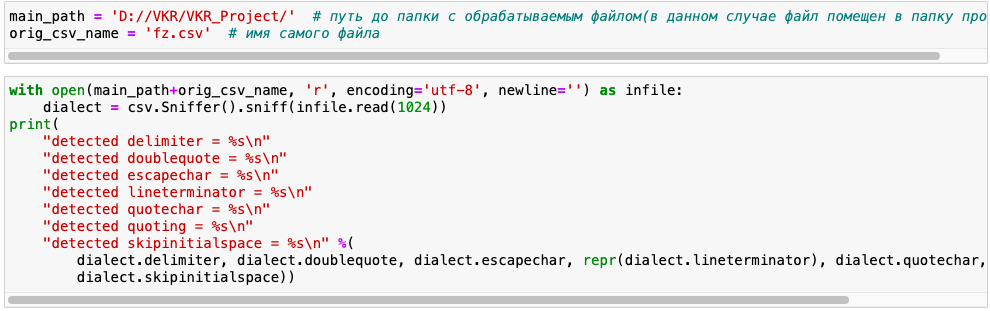 main_path = 'D://VKR/VKR_Project/'  # путь до папки с обрабатываемым файлом(в данном случае файл помещен в папку про
orig_csv_name = 'fz.csv'  # имя самого файла
with open(main_path+orig_csv_name, 'r', encoding='utf-8', newline='') as infile:
    dialect = csv.Sniffer().sniff(infile.read(1024))
print(
    "detected delimiter = %s\n"
    "detected doublequote = %s\n"
    "detected escapechar = %s\n"
    "detected lineterminator = %s\n"
    "detected quotechar = %s\n"
    "detected quoting = %s\n"
    "detected skipinitialspace = %s\n" %(
        dialect.delimiter, dialect.doublequote, dialect.escapechar, repr(dialect.lineterminator), dialect.quotechar,
        dialect.skipinitialspace))